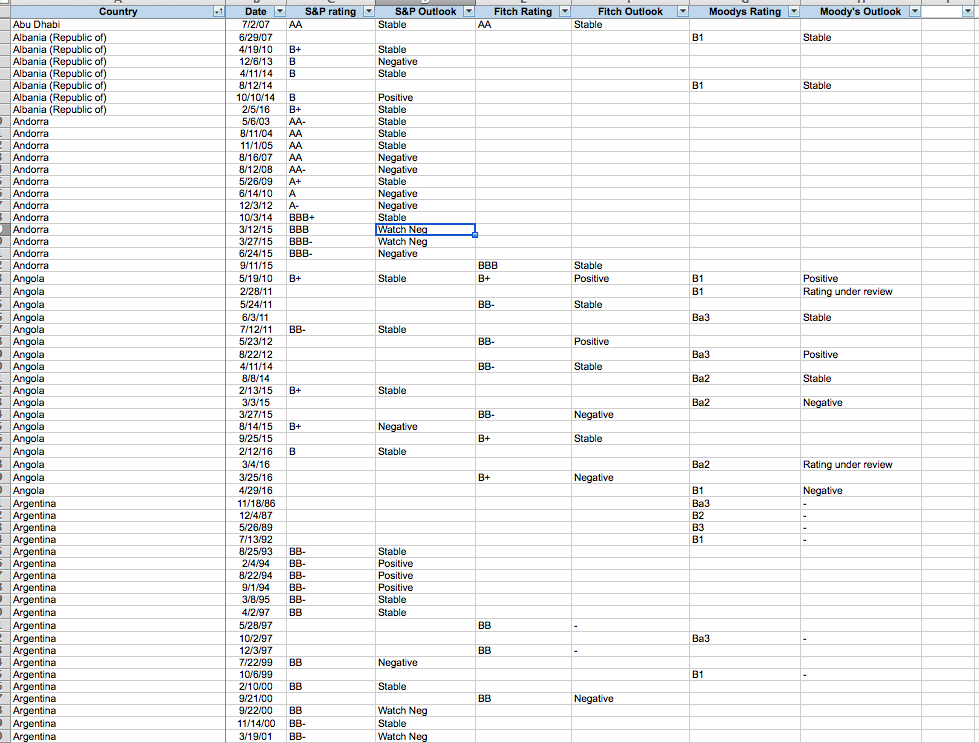 Country Date S&P rating S&P Outlook Fitch Rating Fitch Outlook Moodys Rating Moody's Outlook
Abu Dhabi 7/2/07 AA Stable AA Stable
Albania (Republic of) 6/29/07 B1 Stable
Albania (Republic of) 4/19/10 B+ Stable
Albania (Republic of) 12/6/13 B Negative
Albania (Republic of) 4/11/14 B Stable
Albania (Republic of) 8/12/14 B1 Stable
Albania (Republic of) 10/10/14 B Positive
Albania (Republic of) 2/5/16 B+ Stable
Andorra 5/6/03 AA- Stable
Andorra 8/11/04 AA Stable
Andorra 11/1/05 AA Stable
Andorra 8/16/07 AA Negative
Andorra 8/12/08 AA- Negative
Andorra 5/26/09 A+ Stable
Andorra 6/14/10 A Negative
Andorra 12/3/12 A- Negative
Andorra 10/3/14 BBB+ Stable
Andorra 3/12/15 BBB Watch Neg
Andorra 3/27/15 BBB- Watch Neg
Andorra 6/24/15 BBB- Negative
Andorra 9/11/15 BBB Stable
Angola 5/19/10 B+ Stable B+ Positive B1 Positive
Angola 2/28/11 B1 Rating under review
Angola 5/24/11 BB- Stable
Angola 6/3/11 Ba3 Stable
Angola 7/12/11 BB- Stable
Angola 5/23/12 BB- Positive
Angola 8/22/12 Ba3 Positive
Angola 4/11/14 BB- Stable
Angola 8/8/14 Ba2 Stable
Angola 2/13/15 B+ Stable
Angola 3/3/15 Ba2 Negative
Angola 3/27/15 BB- Negative
Angola 8/14/15 B+ Negative
Angola 9/25/15 B+ Stable
Angola 2/12/16 B Stable
Angola 3/4/16 Ba2 Rating under review
Angola 3/25/16 B+ Negative
Angola 4/29/16 B1 Negative
Argentina 11/18/86 Ba3 -
Argentina 12/4/87 B2 -
Argentina 5/26/89 B3 -
Argentina 7/13/92 B1 -
Argentina 8/25/93 BB- Stable
Argentina 2/4/94 BB- Positive
Argentina 8/22/94 BB- Positive
Argentina 9/1/94 BB- Positive
Argentina 3/8/95 BB- Stable
Argentina 4/2/97 BB Stable
Argentina 5/28/97 BB -
Argentina 10/2/97 Ba3 -
Argentina 12/3/97 BB -
Argentina 7/22/99 BB Negative
Argentina 10/6/99 B1 -
Argentina 2/10/00 BB Stable
Argentina 9/21/00 BB Negative
Argentina 9/22/00 BB Watch Neg
Argentina 11/14/00 BB- Stable
Argentina 3/19/01 BB- Watch Neg